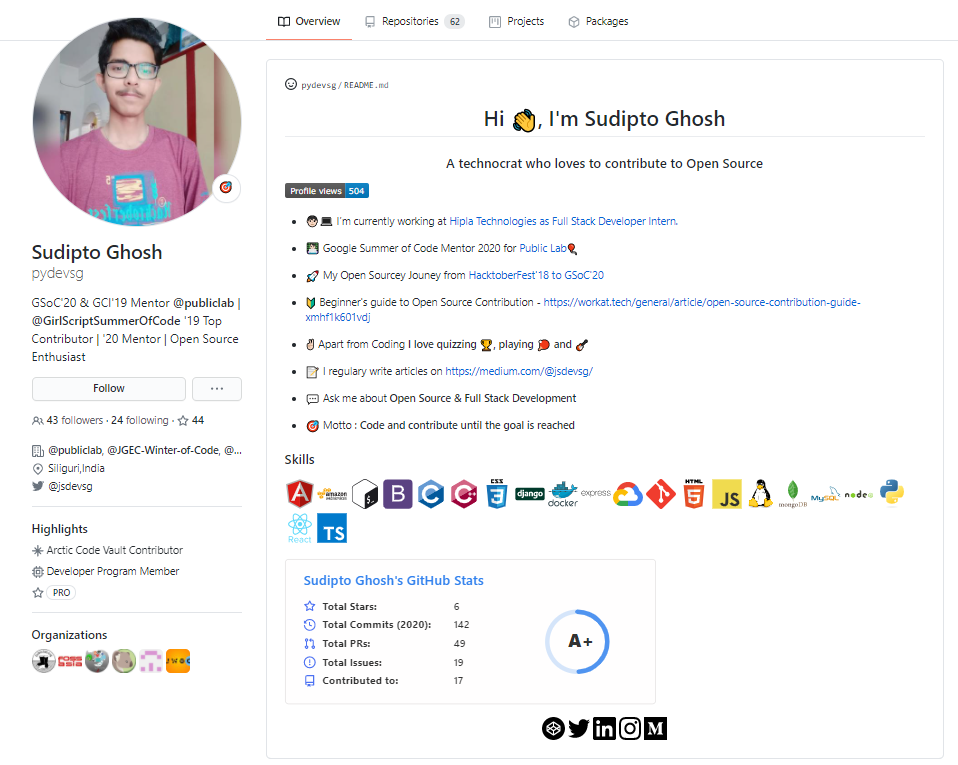 Overview
Repositories 62
Projects
Packages
pydevsg/README.md
Hi 👋, I'm Sudipto Ghosh
A technocrat who loves to contribute to Open Source
Profile views 504
I'm currently working at Hipla Technologies as Full Stack Developer Intern.
Google Summer of Code Mentor 2020 for Public Lab
My Open Sourcey Jouney from HacktoberFest'18 to GSoC'20
Beginner's guide to Open Source Contribution - https://workat.tech/general/article/open-source-contribution-guide-
xmhf1k601vdj
Apart from Coding I love quizzing 🏆, playing 🏓 and 🎸
I regulary write articles on https://medium.com/@jsdevsg/
Ask me about Open Source & Full Stack Development
Motto : Code and contribute until the goal is reached
Skills
amazon
B
CSS
3
django
docker
express
HTML
5
JS
mongoDB
MySQL
node
React
TS
Sudipto Ghosh's GitHub Stats
Total Stars: 6
Total Commits (2020): 142
Total PRs: 49
Total Issues: 19
Contributed to: 17
A+
in
M
Sudipto Ghosh
pydevsg
GSoC'20 & GCI'19 Mentor @publiclab |
@GirlScriptSummerOfCode '19 Top
Contributor | '20 Mentor | Open Source
Enthusiast
Follow
...
43 followers · 24 following · 44
@publiclab, @JGEC-Winter-of-Code, @...
Siliguri,India
@jsdevsg
Highlights
Arctic Code Vault Contributor
Developer Program Member
PRO
Organizations